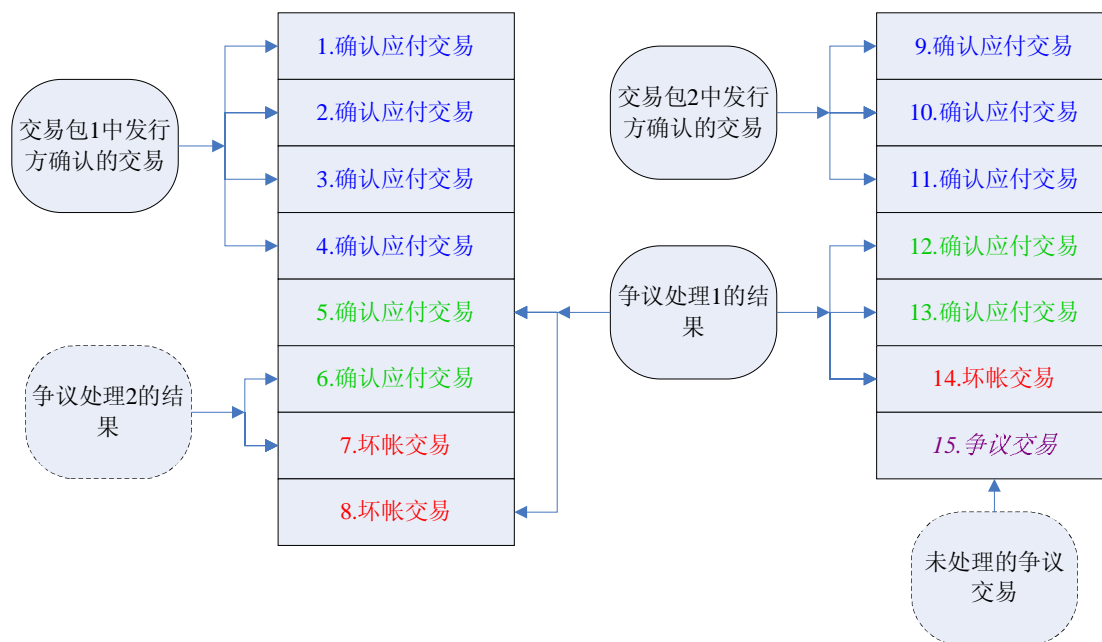 交易包1中发行
方确认的交易
1.确认应付交易
2.确认应付交易
3.确认应付交易
4.确认应付交易
5.确认应付交易
6.确认应付交易
7.坏帐交易
8.坏帐交易
争议处理2的结
果
交易包2中发行
方确认的交易
争议处理1的结
果
9.确认应付交易
10.确认应付交易
11.确认应付交易
12.确认应付交易
13.确认应付交易
14.坏帐交易
15.争议交易
未处理的争议
交易